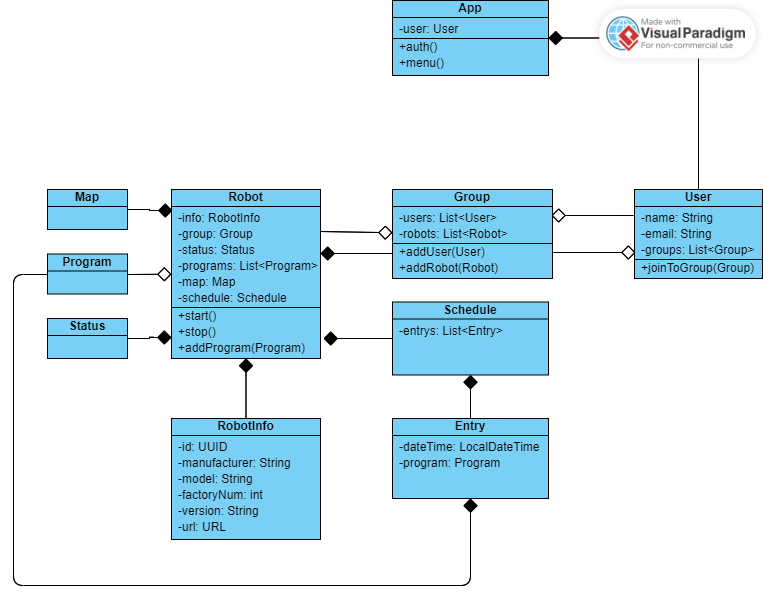 App
-user: User
+auth()
+menu()
Made with
VisualParadigm
For non-commercial use
Map
Robot
-info: RobotInfo
-group: Group
-status: Status
-programs: List<Program>
-map: Map
-schedule: Schedule
+start()
+stop()
+addProgram(Program)
Group
-users: List<User>
-robots: List<Robot>
+addUser(User)
+addRobot(Robot)
User
-name: String
-email: String
-groups: List<Group>
+joinToGroup(Group)
Program
Status
Schedule
-entrys: List<Entry>
RobotInfo
-id: UUID
-manufacturer: String
-model: String
-factoryNum: int
-version: String
-url: URL
Entry
-dateTime: LocalDateTime
-program: Program